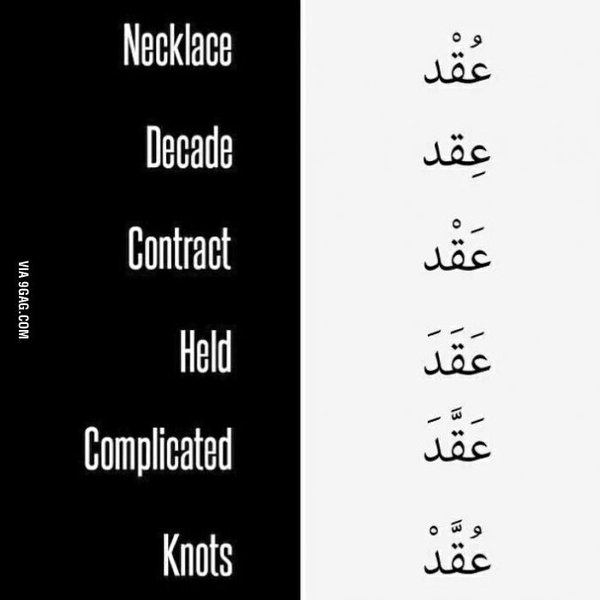 Necklace عُقْد
Decade عِقد
Contract عَقْد
Held عَقَدَ
Complicated عَقَّدَ
Knots عُقَّدْ
VIA 9GAG.COM